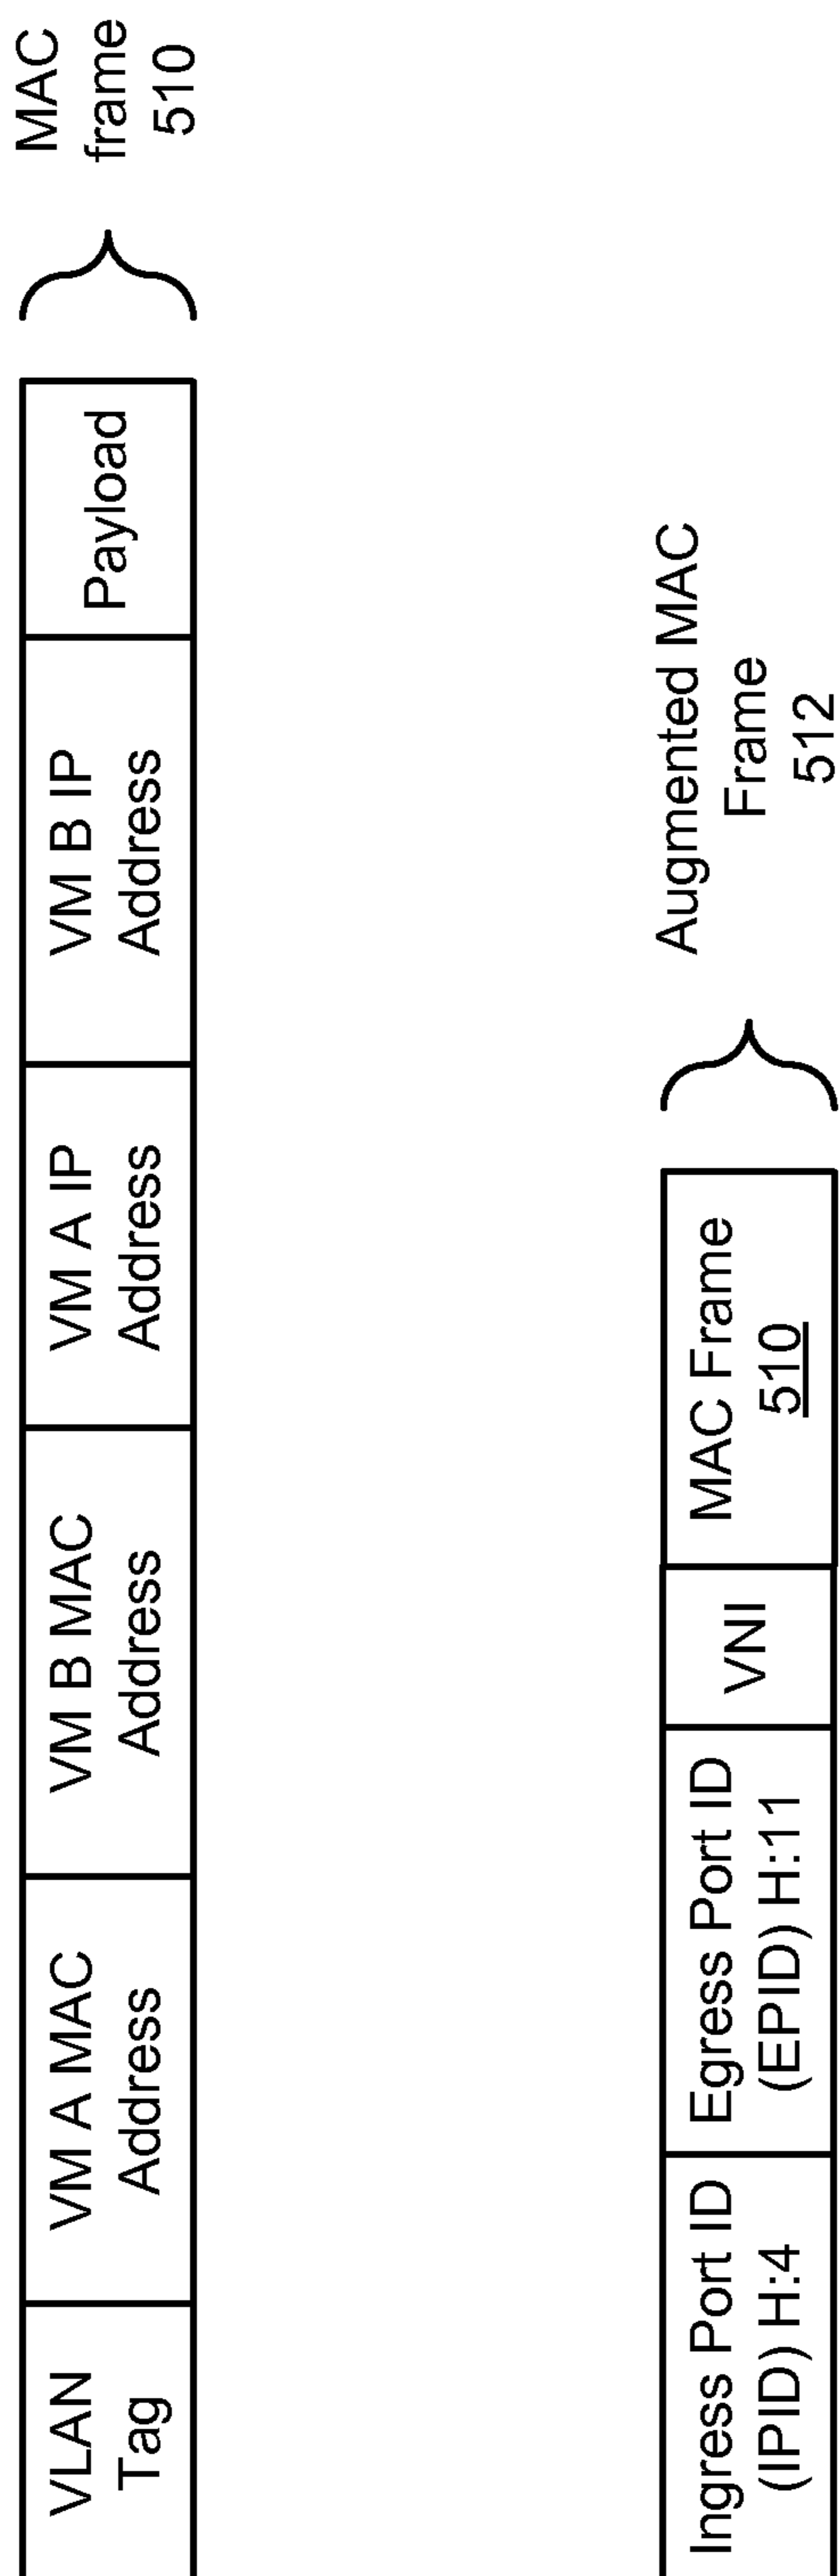 VLAN
Tag
VM A MAC
Address
VM B MAC
Address
VM A IP
Address
VM B IP
Address
Payload
MAC
frame
510
Ingress Port ID
(IPID) H:4
Egress Port ID
(EPID) H:11
VNI
MAC Frame
510
Augmented MAC
Frame
512